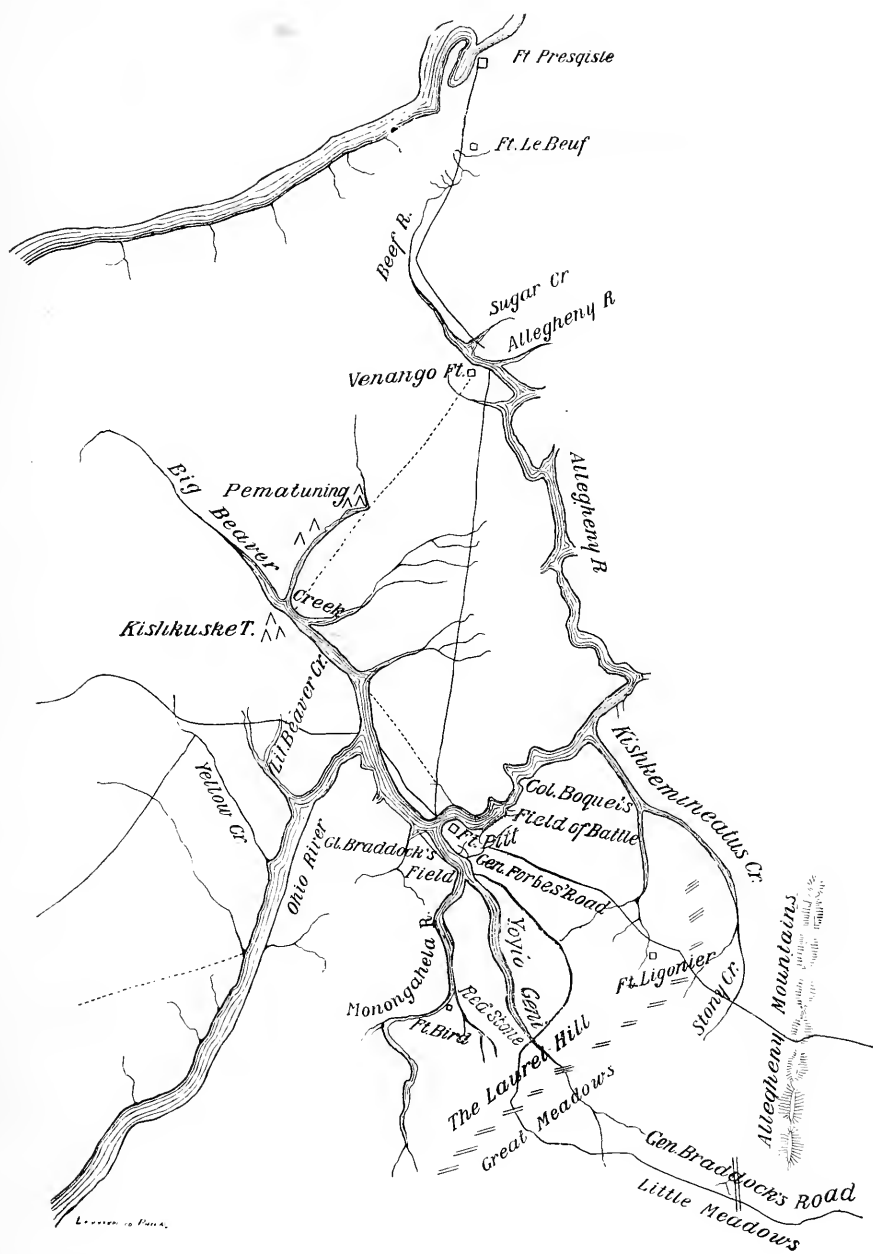 Ft Presqisle
Ft. Le Beuf
Beef R.
Sugar Cr
Allegheny R
Venango Ft.
Allegheny R
Big Beaver Creek
Pematuning
Kishkuske T.
Lil. Beaver Cr.
Yellow Cr
Ohio River
Kishkemineatus Cr.
Col. Boquei's
Field of Battle
Ft. Pitt
Gl. Braddock's
Field
Gen. Forbes' Road
Yoyio Geni
Monongahela R.
Red Stone
Ft. Bird
Ft. Ligonier
Stony Cr.
Allegheny Mountains
The Laurel Hill
Great Meadows
Gen. Braddock's Road
Little Meadows